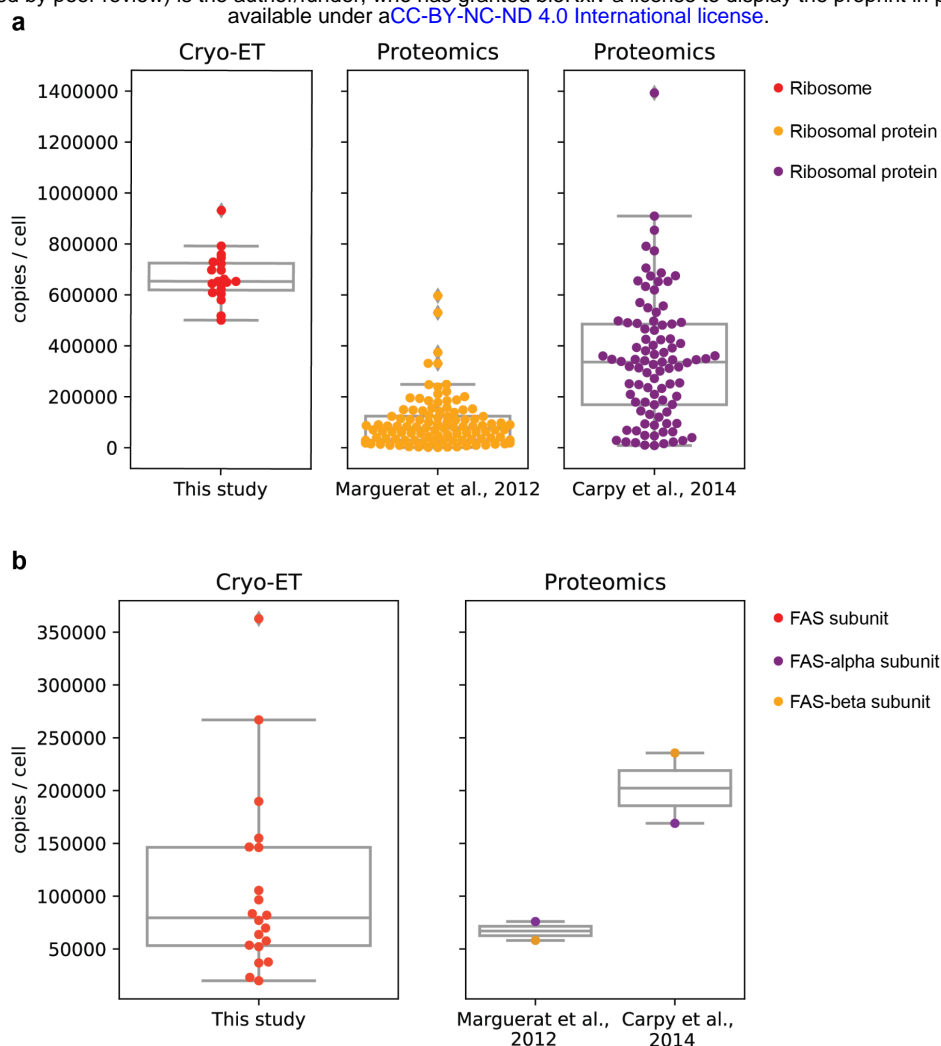 available under aCC-BY-NC-ND 4.0 International license.
a
Cryo-ET Proteomics Proteomics
1400000
1200000
1000000
800000
600000
400000
200000
0
copies / cell
This study Marguerat et al., 2012 Carpy et al., 2014
Ribosome
Ribosomal protein
Ribosomal protein
b
Cryo-ET Proteomics
350000
300000
250000
200000
150000
100000
50000
copies / cell
This study Marguerat et al., Carpy et al.,
2012 2014
FAS subunit
FAS-alpha subunit
FAS-beta subunit